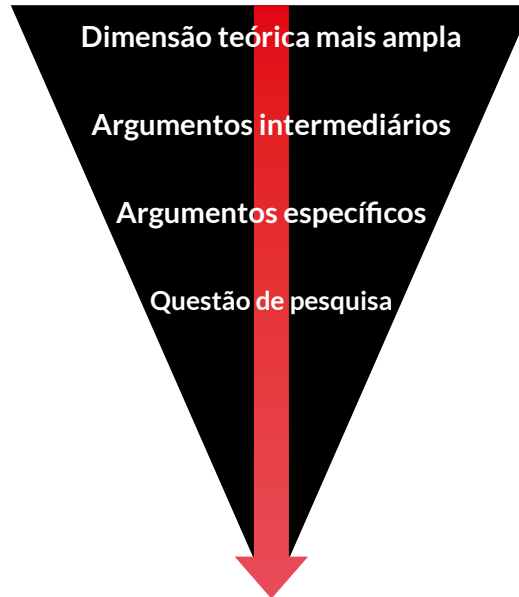 Dimensão teórica mais ampla
Argumentos intermediários
Argumentos específicos
Questão de pesquisa